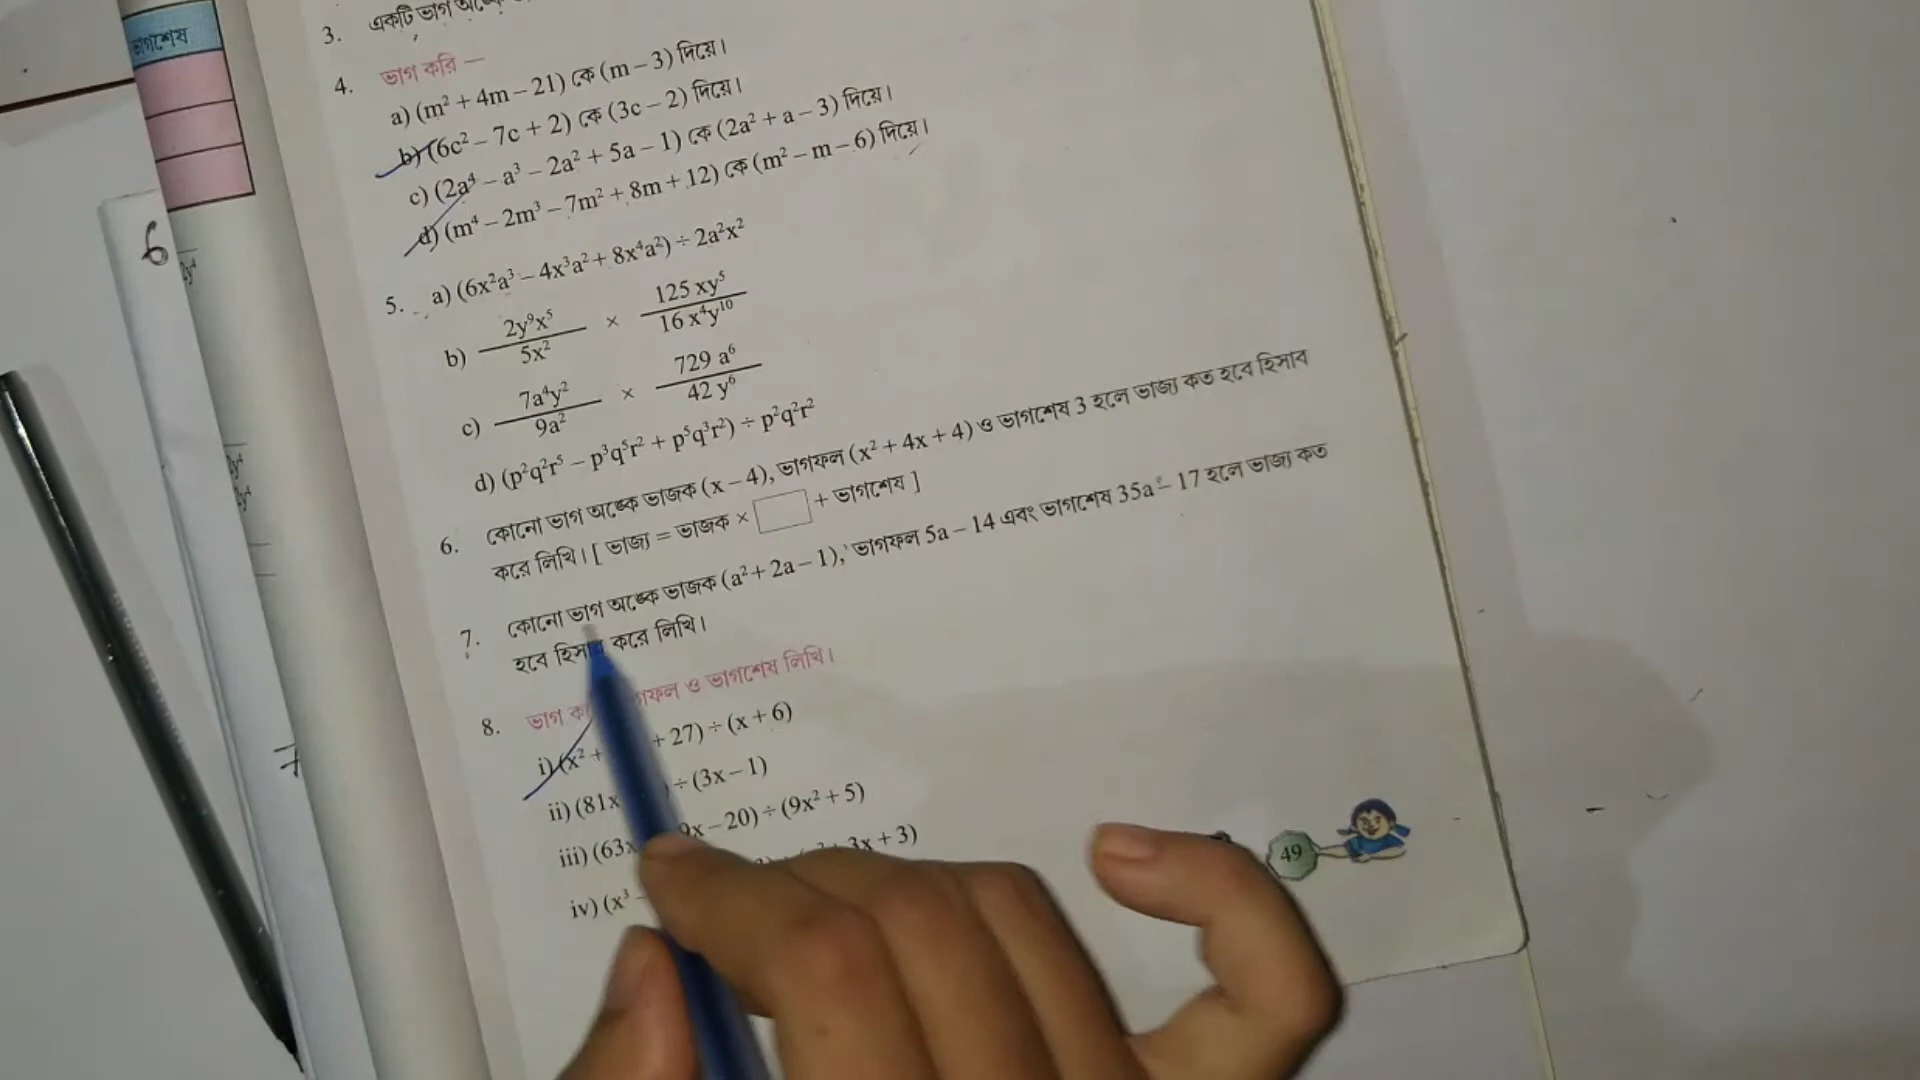 ভাগশেষ
3. একটি ভাগ
4. ভাগ করি —
a) (m² + 4m – 21) কে (m – 3) দিয়ে।
b) (6c² – 7c + 2) কে (3c – 2) দিয়ে।
c) (2a⁴ – a³ – 2a² + 5a – 1) কে (2a² + a – 3) দিয়ে।
d) (m⁴ – 2m³ – 7m² + 8m + 12) কে (m² – m – 6) দিয়ে।
5. a) (6x²a³ – 4x³a² + 8x⁴a²) ÷ 2a²x²
b) 2y⁹x⁵/5x² × 125 xy⁵/16 x⁴y¹⁰
c) 7a⁴y²/9a² × 729 a⁶/42 y⁶
d) (p²q²r⁵ – p³q⁵r² + p⁵q³r²) ÷ p²q²r²
6. কোনো ভাগ অঙ্কে ভাজক (x – 4), ভাগফল (x² + 4x + 4) ও ভাগশেষ 3 হলে ভাজ্য কত হবে হিসাব
করে লিখি। [ ভাজ্য = ভাজক × + ভাগশেষ ]
7. কোনো ভাগ অঙ্কে ভাজক (a² + 2a – 1), ভাগফল 5a – 14 এবং ভাগশেষ 35a – 17 হলে ভাজ্য কত
হবে করে লিখি।
8. ভাগ ও ভাগশেষ লিখি।
i) (x² + + 27) ÷ (x + 6)
ii) (81x ÷ (3x – 1)
iii) (63x 9x – 20) ÷ (9x² + 5)
iv) (x³ 3x + 3)
49
6
7